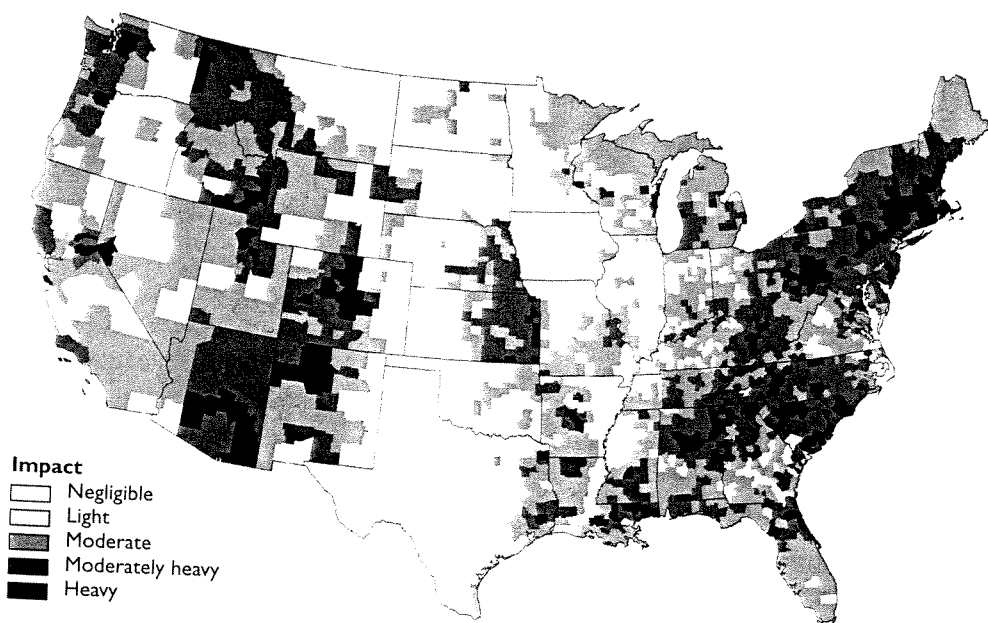 Impact
Negligible
Light
Moderate
Moderately heavy
Heavy